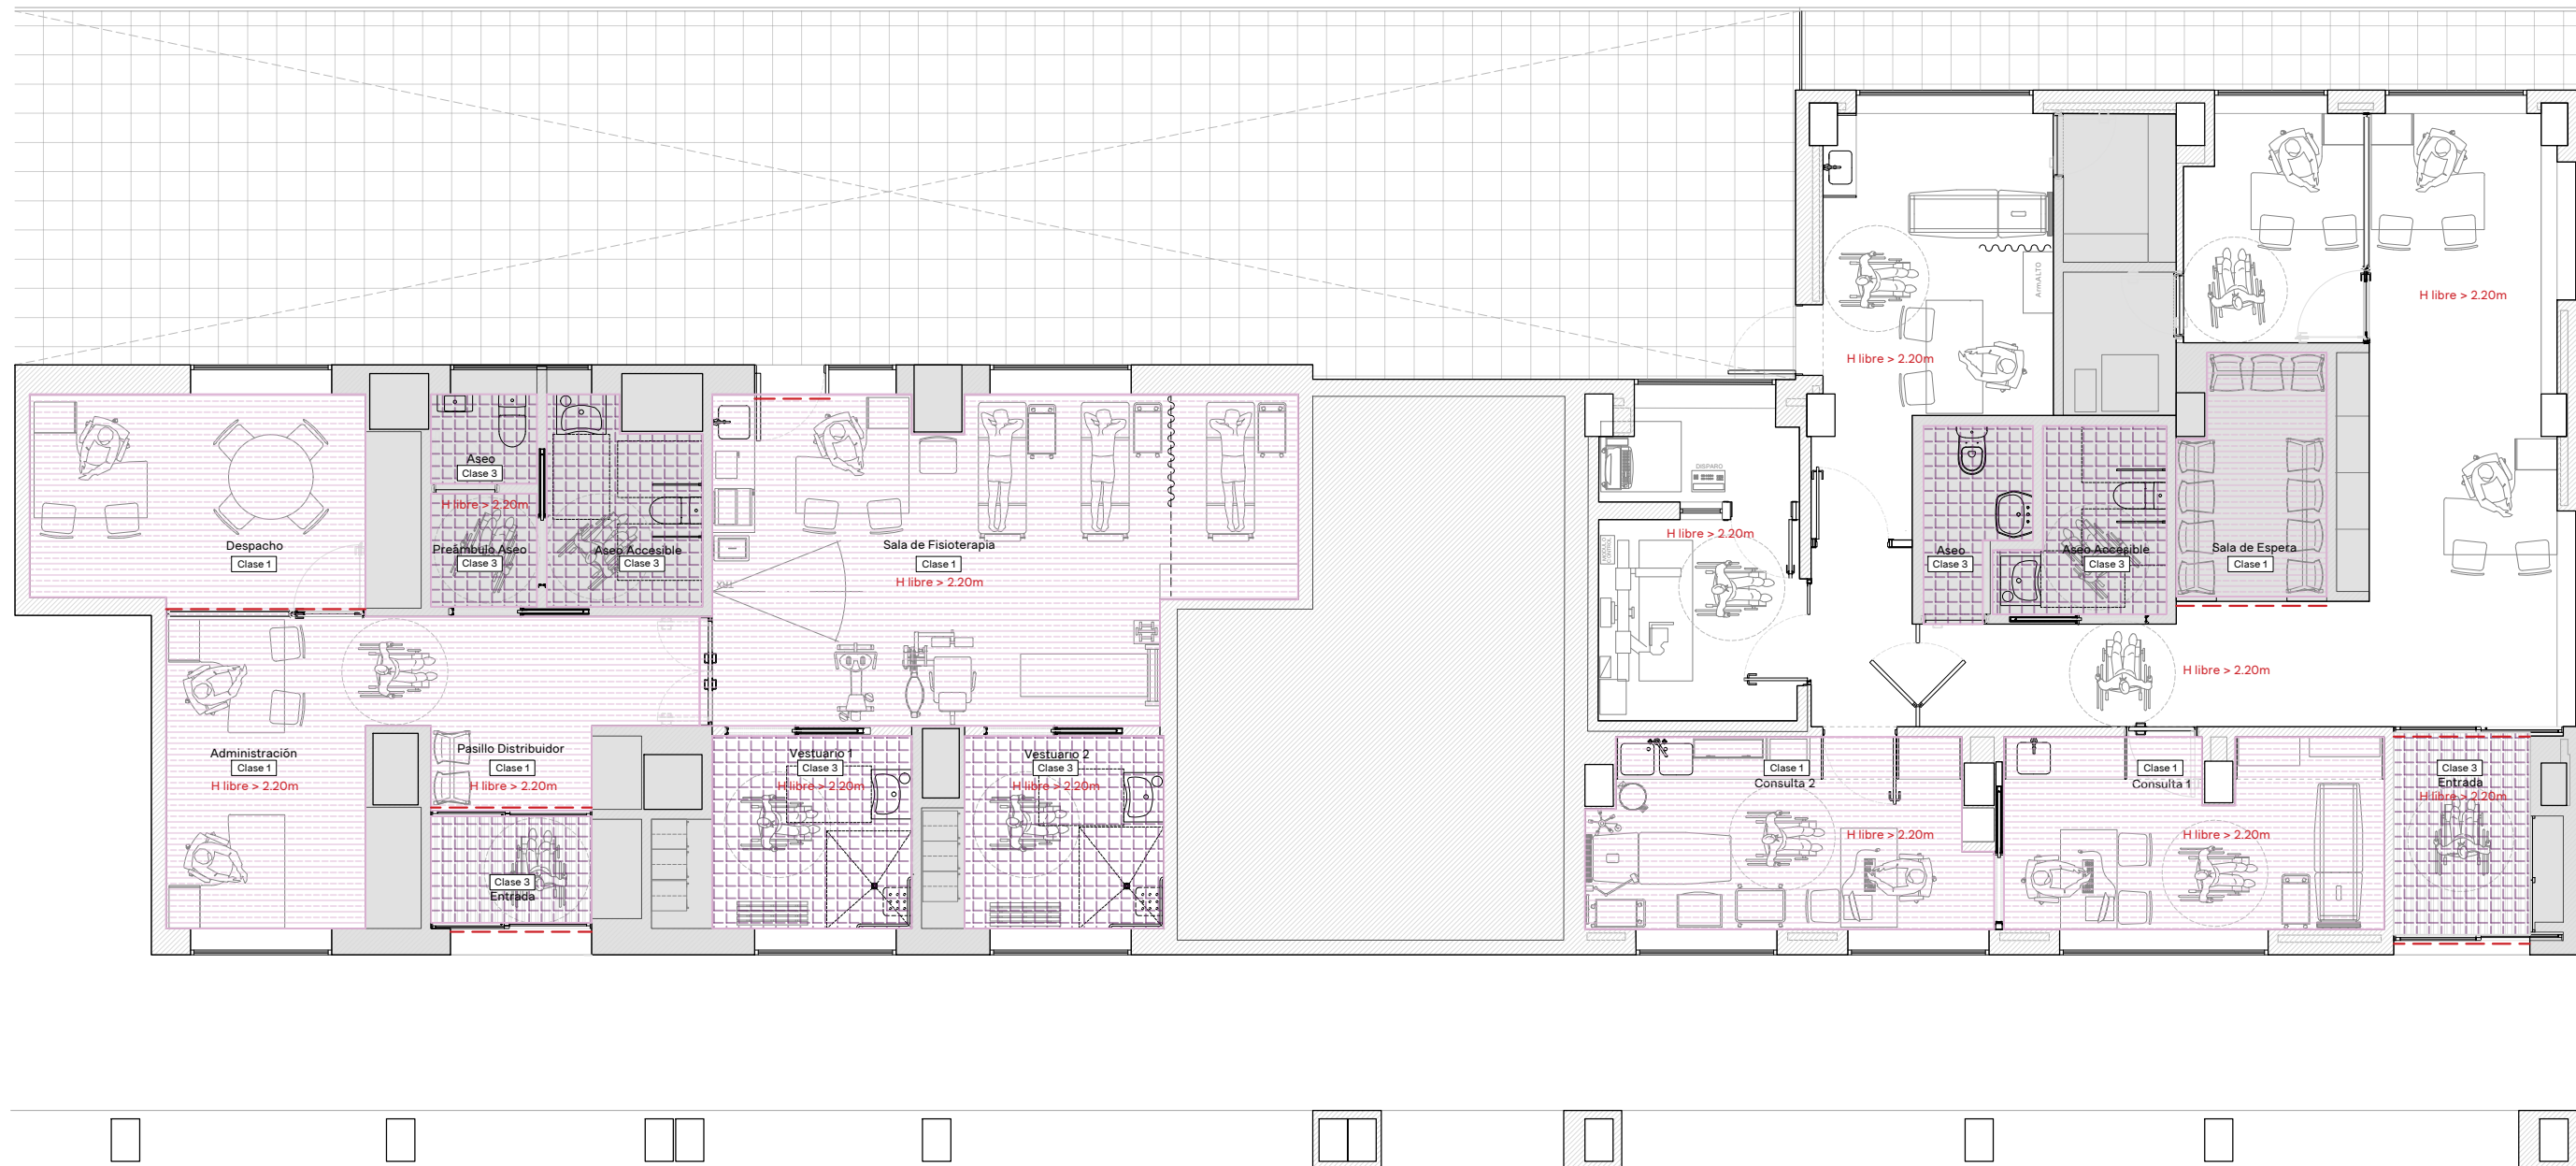 H libre > 2.20m
H libre > 2.20m
ArmALTO
DISPARO
H libre > 2.20m
Aseo
Clase 3
H libre > 2.20m
Preámbulo Aseo
Clase 3
Aseo Accesible
Clase 3
Despacho
Clase 1
Sala de Fisioterapia
Clase 1
H libre > 2.20m
TRX
Aseo
Clase 3
Aseo Accesible
Clase 3
Sala de Espera
Clase 1
H libre > 2.20m
Administración
Clase 1
H libre > 2.20m
Pasillo Distribuidor
Clase 1
H libre > 2.20m
Clase 3
Entrada
Vestuario 1
Clase 3
H libre > 2.20m
Vestuario 2
Clase 3
H libre > 2.20m
Clase 1
Consulta 2
H libre > 2.20m
Clase 1
Consulta 1
H libre > 2.20m
Clase 3
Entrada
H libre > 2.20m